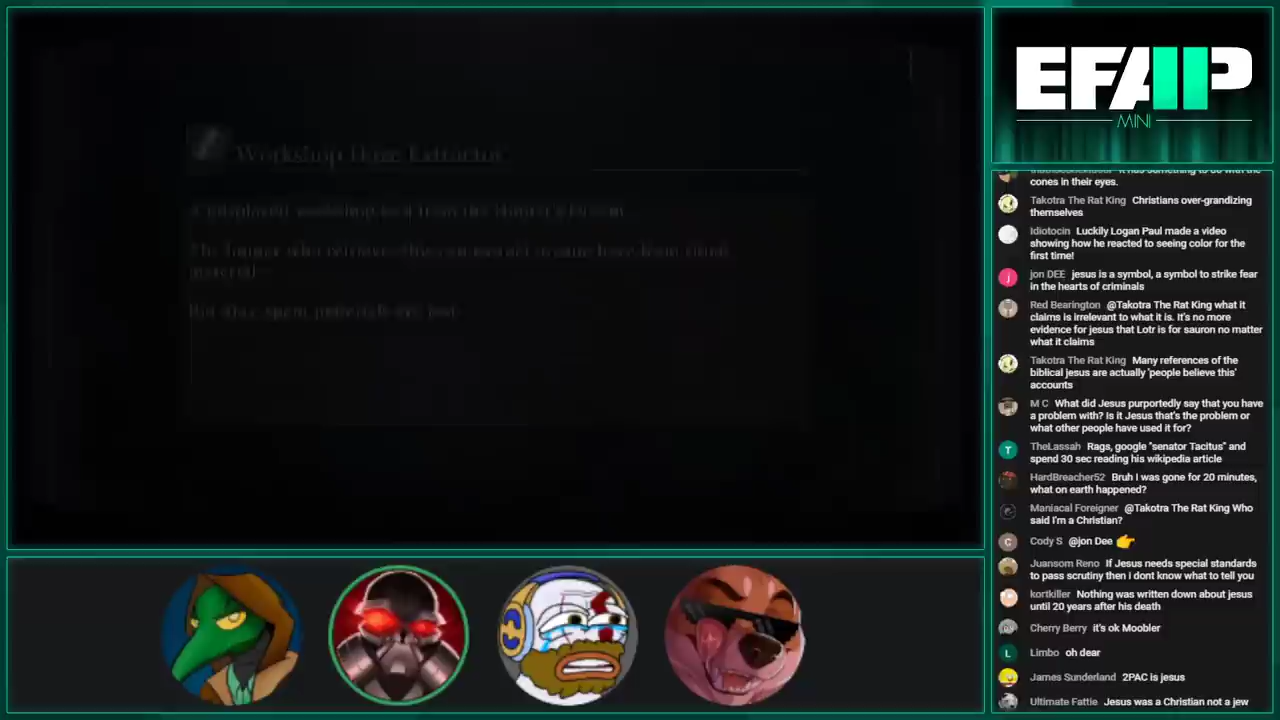 Workshop Haze Extractor
EFAP
MINI
cones in their eyes.
Takotra The Rat King Christians over-grandizing
themselves
Idiotocin Luckily Logan Paul made a video
showing how he reacted to seeing color for the
first time!
jon DEE jesus is a symbol, a symbol to strike fear
in the hearts of criminals
Red Bearington @Takotra The Rat King what it
claims is irrelevant to what it is. It's no more
evidence for jesus that Lotr is for sauron no matter
what it claims
Takotra The Rat King Many references of the
biblical jesus are actually 'people believe this'
accounts
M C What did Jesus purportedly say that you have
a problem with? Is it Jesus that's the problem or
what other people have used it for?
T
TheLassah Rags, google "senator Tacitus" and
spend 30 sec reading his wikipedia article
HardBreacher52 Bruh I was gone for 20 minutes,
what on earth happened?
Maniacal Foreigner @Takotra The Rat King Who
said I'm a Christian?
C Cody S @jon Dee 👉
Juansom Reno If Jesus needs special standards
to pass scrutiny then I dont know what to tell you
kortkiller Nothing was written down about jesus
until 20 years after his death
Cherry Berry it's ok Moobler
L Limbo oh dear
James Sunderland 2PAC is jesus
Ultimate Fattie Jesus was a Christian not a jew